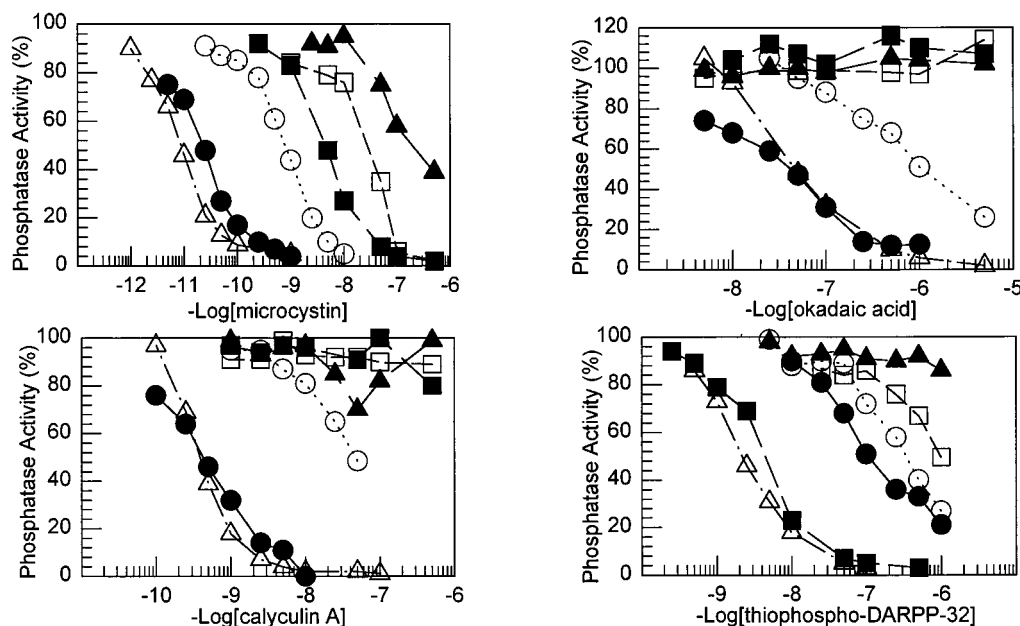 Phosphatase Activity (%)
100
80
60
40
20
0
-12 -11 -10 -9 -8 -7 -6
-Log[microcystin]
Phosphatase Activity (%)
120
100
80
60
40
20
0
-8 -7 -6 -5
-Log[okadaic acid]
Phosphatase Activity (%)
100
80
60
40
20
0
-10 -9 -8 -7 -6
-Log[calyculin A]
Phosphatase Activity (%)
100
80
60
40
20
0
-9 -8 -7 -6
-Log[thiophospho-DARPP-32]